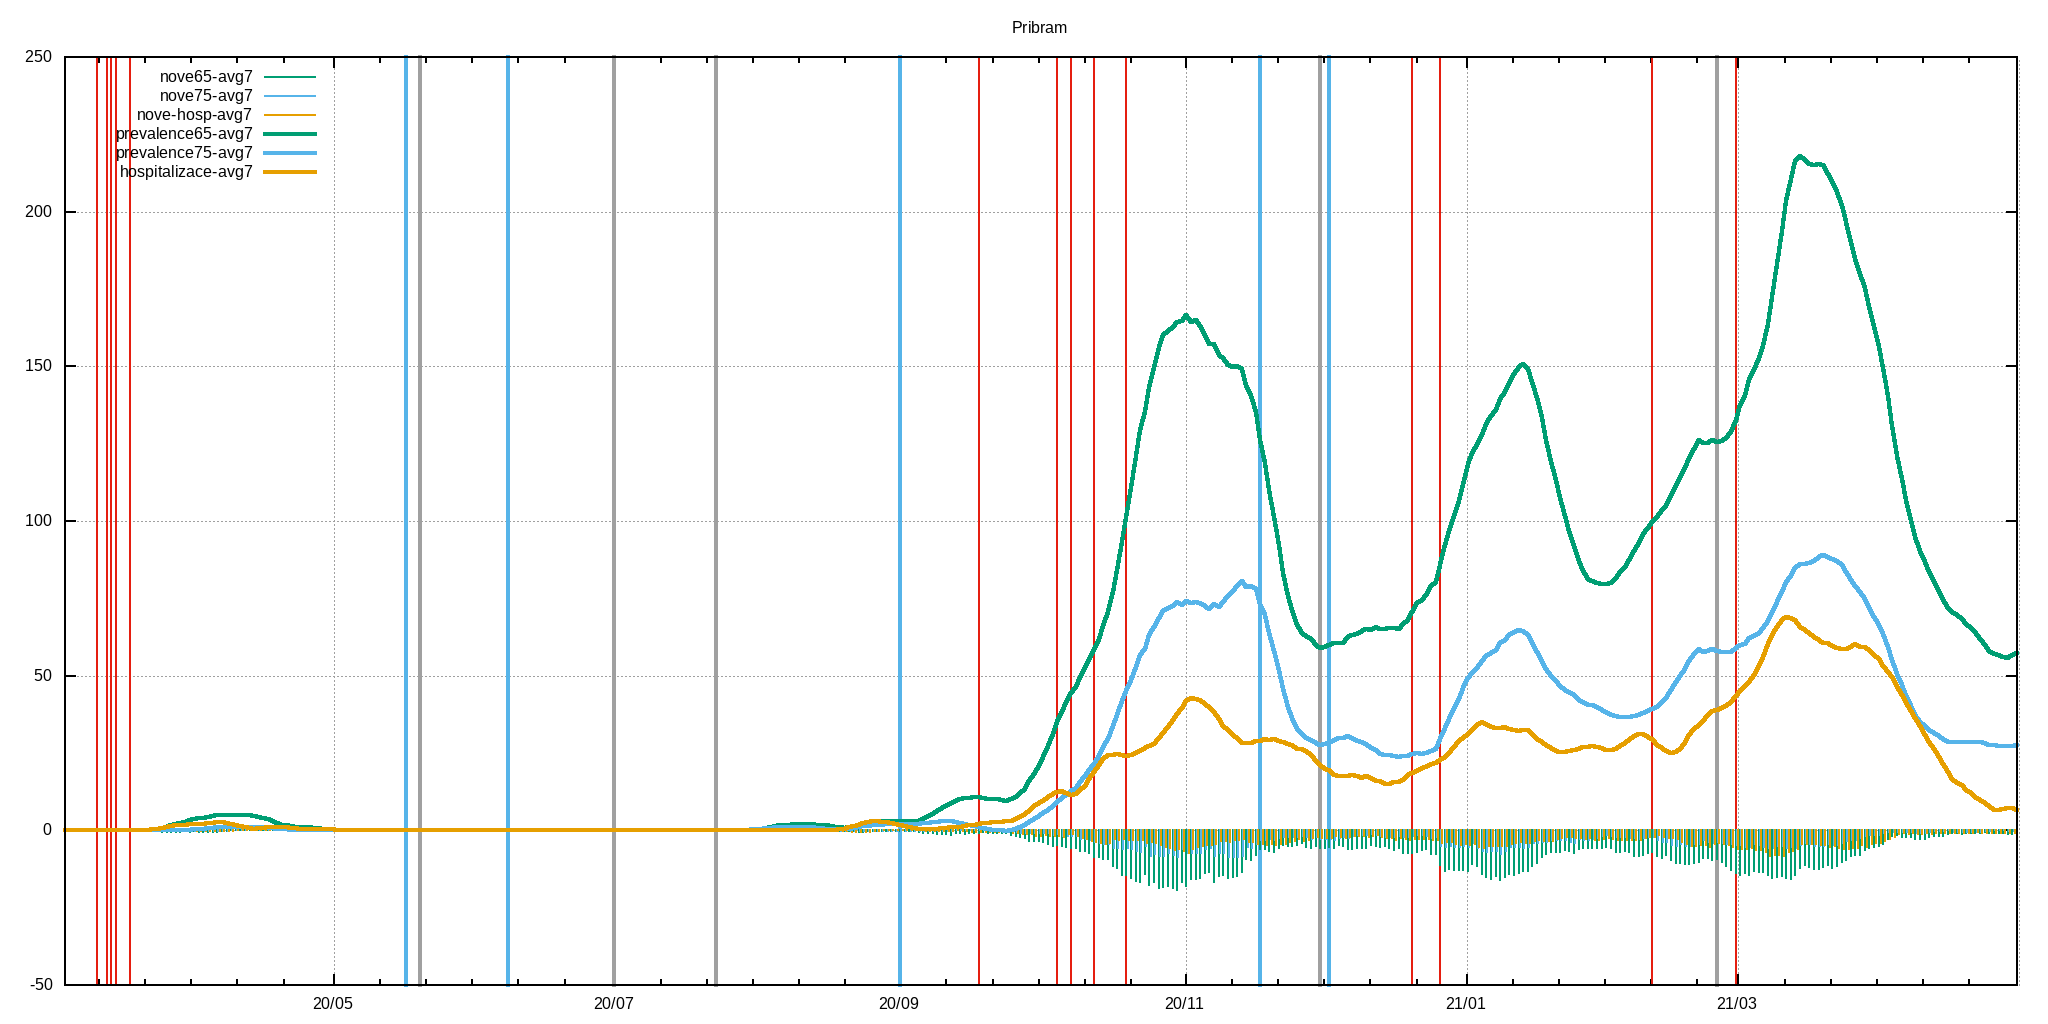 Pribram
250
200
150
100
50
0
-50
nove65-avg7
nove75-avg7
nove-hosp-avg7
prevalence65-avg7
prevalence75-avg7
hospitalizace-avg7
20/05 20/07 20/09 20/11 21/01 21/03